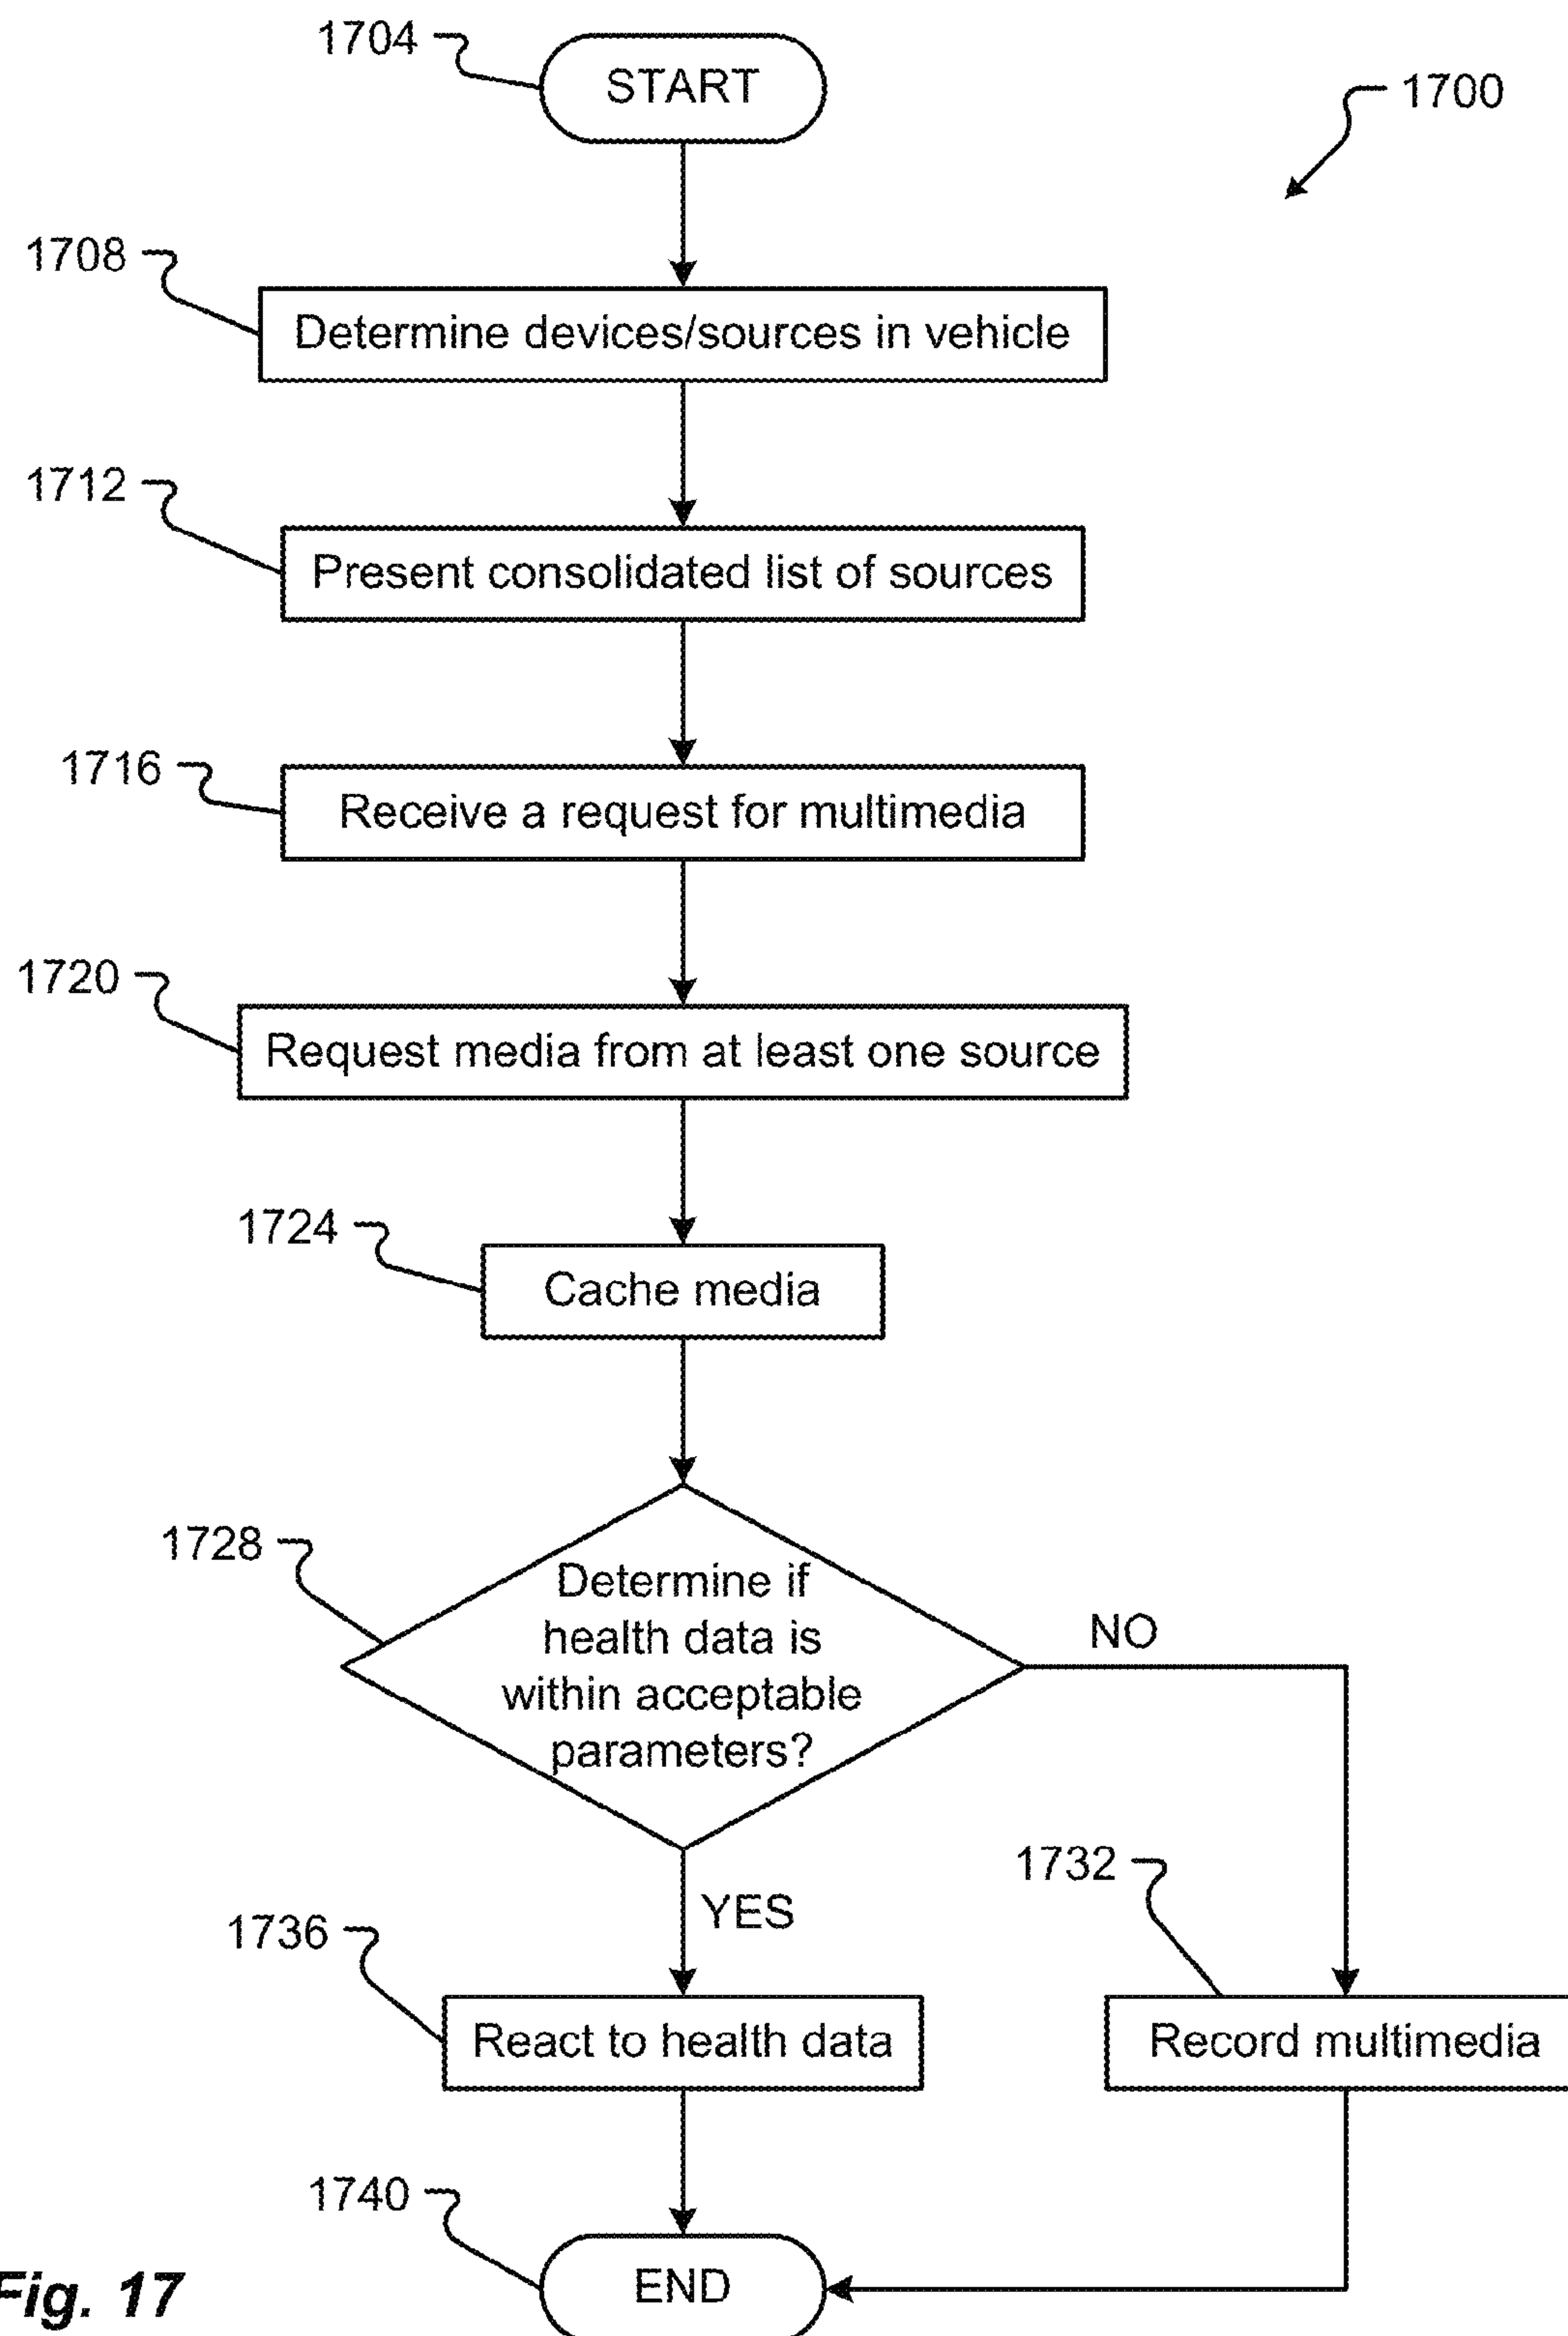 1704
START
1700
1708
Determine devices/sources in vehicle
1712
Present consolidated list of sources
1716
Receive a request for multimedia
1720
Request media from at least one source
1724
Cache media
1728
Determine if
health data is
within acceptable
parameters?
NO
YES
1732
1736
React to health data
Record multimedia
1740
END
Fig. 17